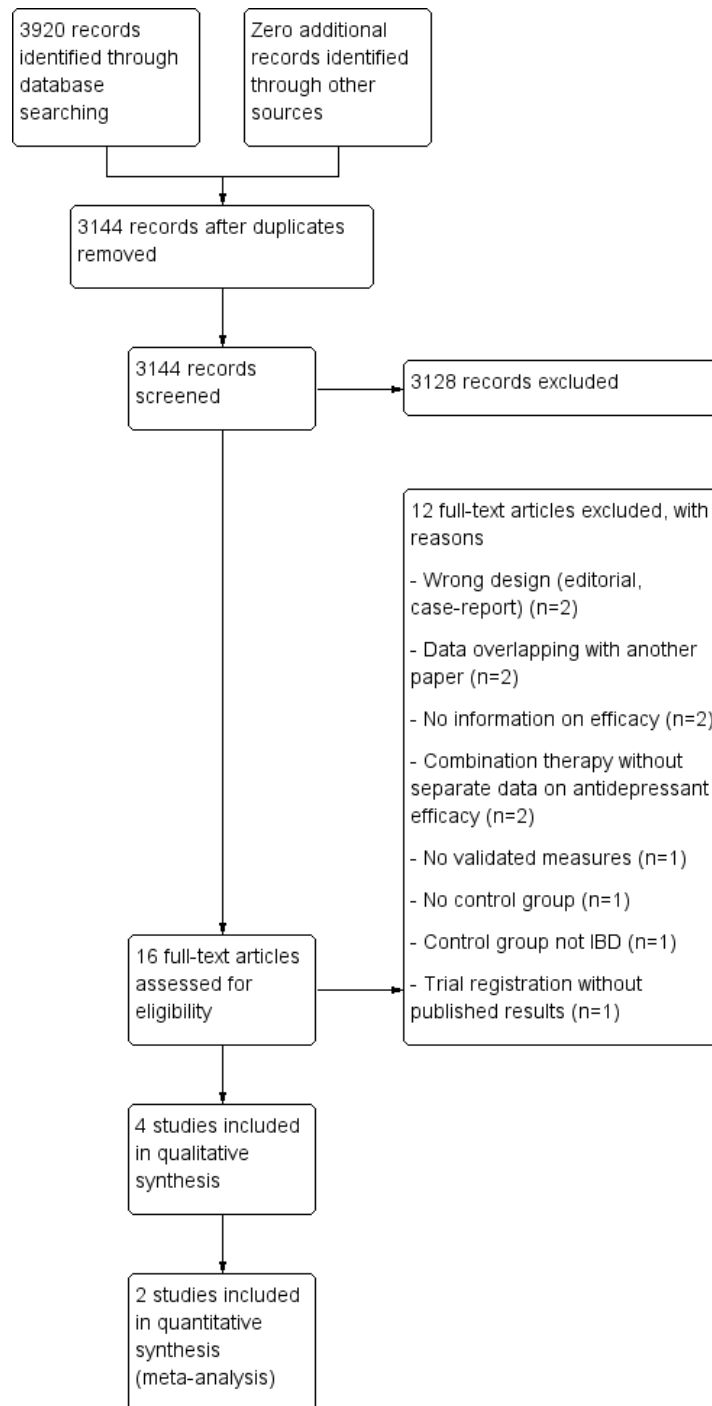 3920 records
identified through
database
searching
Zero additional
records identified
through other
sources
3144 records after duplicates
removed
3144 records
screened
3128 records excluded
12 full-text articles excluded, with
reasons
- Wrong design (editorial,
case-report) (n=2)
- Data overlapping with another
paper (n=2)
- No information on efficacy (n=2)
- Combination therapy without
separate data on antidepressant
efficacy (n=2)
- No validated measures (n=1)
- No control group (n=1)
- Control group not IBD (n=1)
- Trial registration without
published results (n=1)
16 full-text articles
assessed for
eligibility
4 studies included
in qualitative
synthesis
2 studies included
in quantitative
synthesis
(meta-analysis)